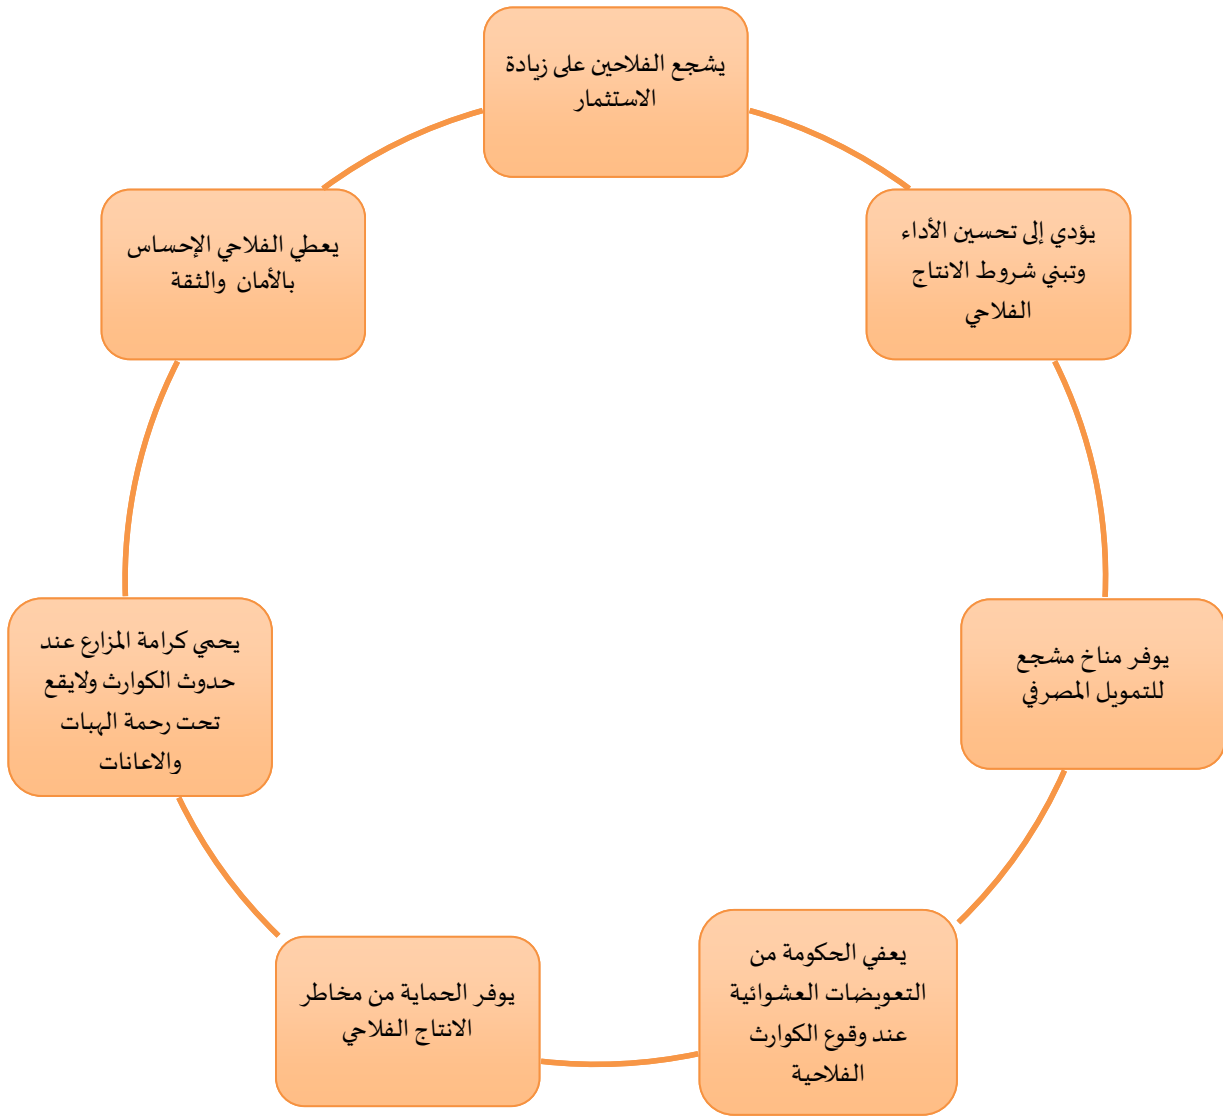 يشجع الفلاحين على زيادة
الاستثمار
يؤدي إلى تحسين الأداء
وتبني شروط الانتاج
الفلاحي
يوفر مناخ مشجع
للتمويل المصرفي
يعفي الحكومة من
التعويضات العشوائية
عند وقوع الكوارث
الفلاحية
يوفر الحماية من مخاطر
الانتاج الفلاحي
يحمي كرامة المزارع عند
حدوث الكوارث ولايقع
تحت رحمة الهبات
والاعانات
يعطي الفلاحي الإحساس
بالأمان والثقة